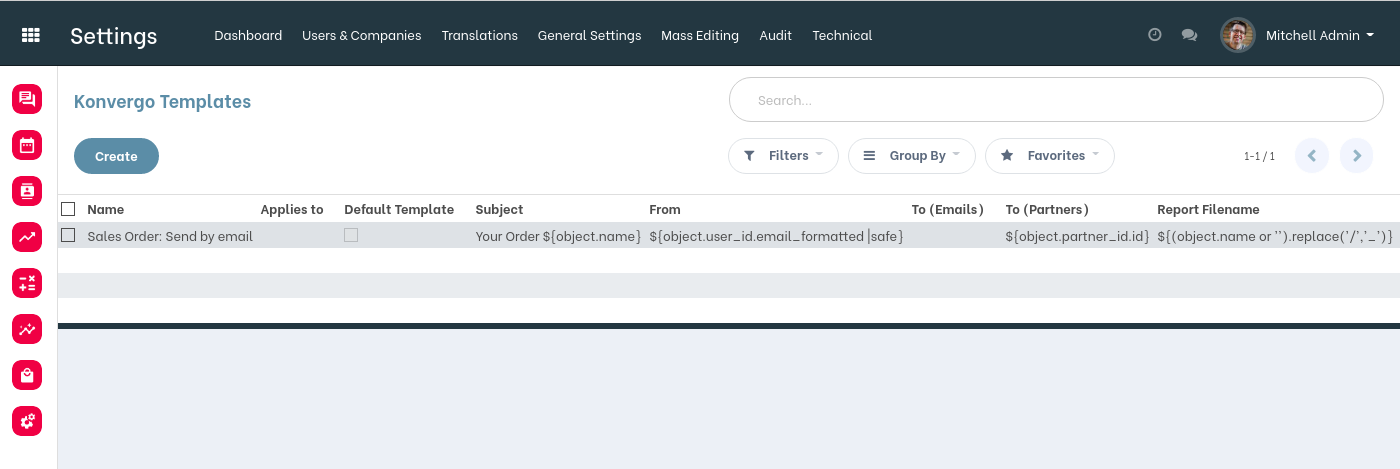 Settings Dashboard Users & Companies Translations General Settings Mass Editing Audit Technical Mitchell Admin
Konvergo Templates Search...
Create Filters Group By Favorites 1-1 / 1
Name Applies to Default Template Subject From To (Emails) To (Partners) Report Filename
Sales Order: Send by email Your Order ${object.name} ${object.user_id.email_formatted |safe} ${object.partner_id.id} ${(object.name or '').replace('/','_')}